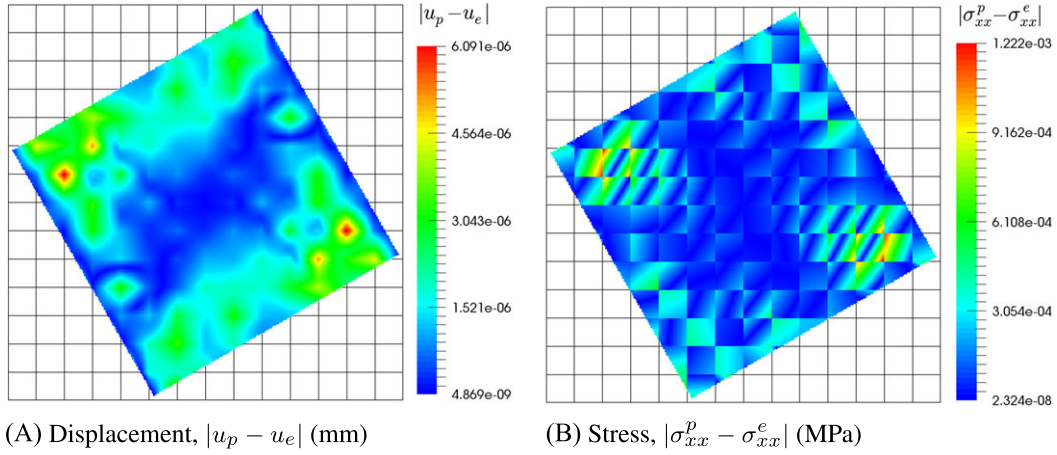 |u_p − u_e|
6.091e-06
4.564e-06
3.043e-06
1.521e-06
4.869e-09
(A) Displacement, |u_p − u_e| (mm)
|σ^p_xx − σ^e_xx|
1.222e-03
9.162e-04
6.108e-04
3.054e-04
2.324e-08
(B) Stress, |σ^p_xx − σ^e_xx| (MPa)